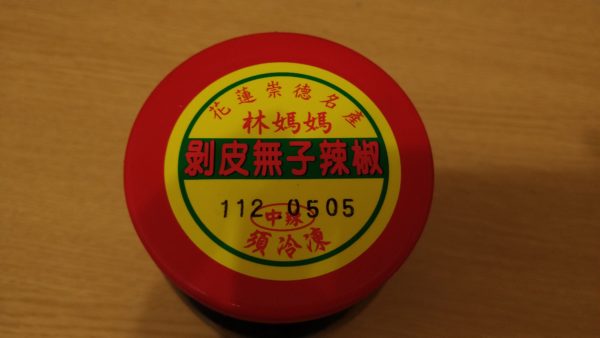 花蓮崇德名產
林媽媽
剝皮無子辣椒
112 0505
中辣
須冷凍